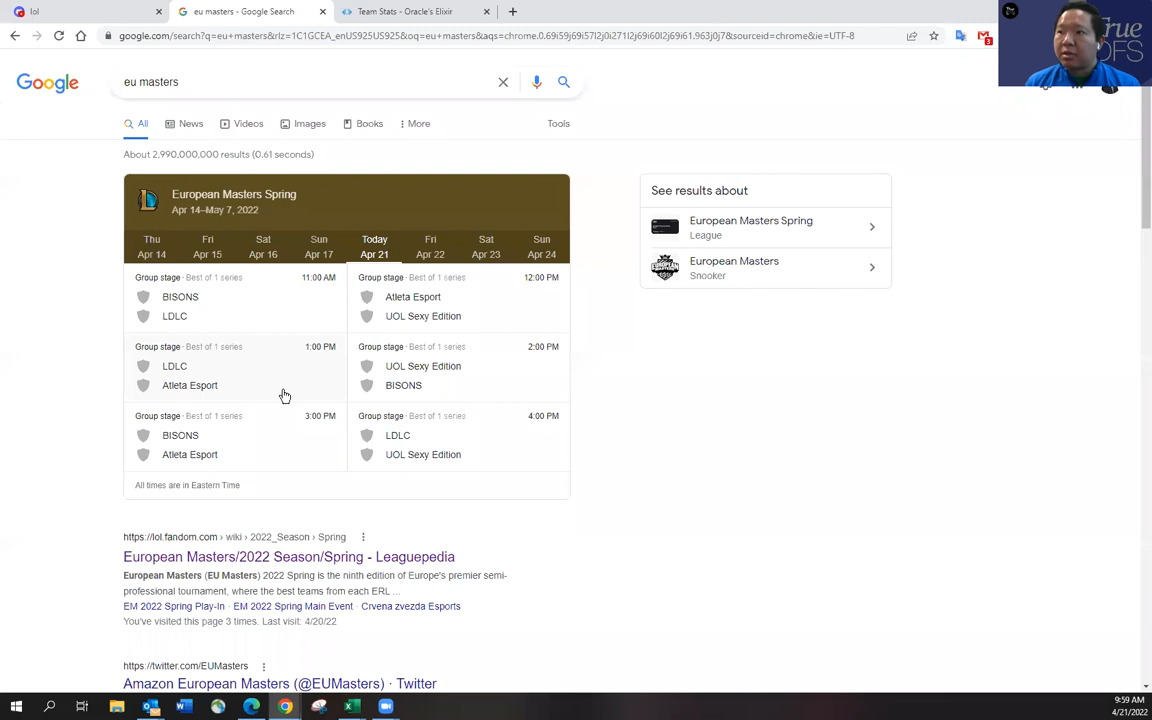 lol
eu masters - Google Search
Team Stats - Oracle's Elixir
google.com/search?q=eu+masters&rlz=1C1GCEA_enUS925US925&pq=eu+masters&aqs=chrome.0.69i59j69i57l2j0i271l2j69i60l2j69i61.963j0j7&sourceid=chrome&ie=UTF-8
True
DFS
Google
eu masters
All
News
Videos
Images
Books
More
Tools
About 2,990,000,000 results (0.61 seconds)
European Masters Spring
Apr 14–May 7, 2022
Thu Fri Sat Sun Today Fri Sat Sun
Apr 14 Apr 15 Apr 16 Apr 17 Apr 21 Apr 22 Apr 23 Apr 24
Group stage · Best of 1 series 11:00 AM
BISONS
LDLC
Group stage · Best of 1 series 12:00 PM
Atleta Esport
UOL Sexy Edition
Group stage · Best of 1 series 1:00 PM
LDLC
Atleta Esport
Group stage · Best of 1 series 2:00 PM
UOL Sexy Edition
BISONS
Group stage · Best of 1 series 3:00 PM
BISONS
Atleta Esport
Group stage · Best of 1 series 4:00 PM
LDLC
UOL Sexy Edition
All times are in Eastern Time
See results about
European Masters Spring
League
European Masters
Snooker
https://lol.fandom.com › wiki › 2022_Season › Spring
European Masters/2022 Season/Spring - Leaguepedia
European Masters (EU Masters) 2022 Spring is the ninth edition of Europe's premier semi-
professional tournament, where the best teams from each ERL ...
EM 2022 Spring Play-In · EM 2022 Spring Main Event · Crvena zvezda Esports
You've visited this page 3 times. Last visit: 4/20/22
https://twitter.com/EUMasters
Amazon European Masters (@EUMasters) · Twitter
9:59 AM
4/21/2022